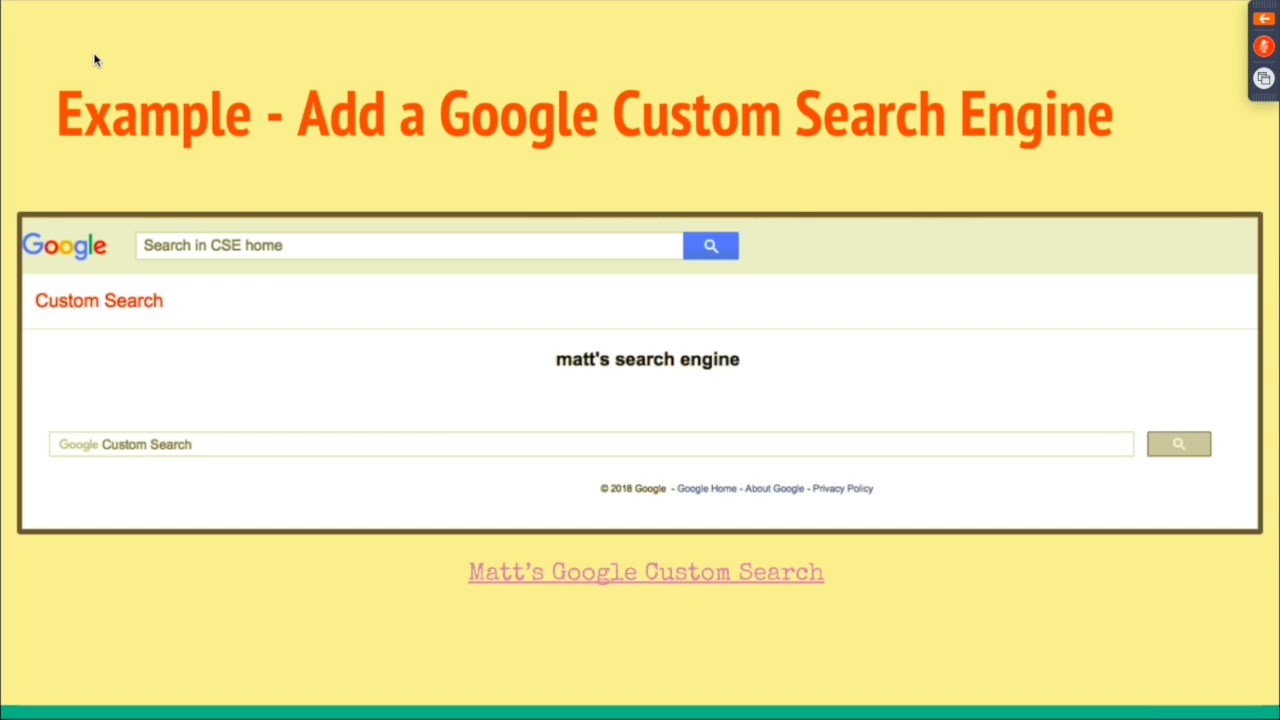 Example - Add a Google Custom Search Engine
Google Search in CSE home
Custom Search
matt's search engine
Google Custom Search
© 2018 Google - Google Home - About Google - Privacy Policy
Matt's Google Custom Search